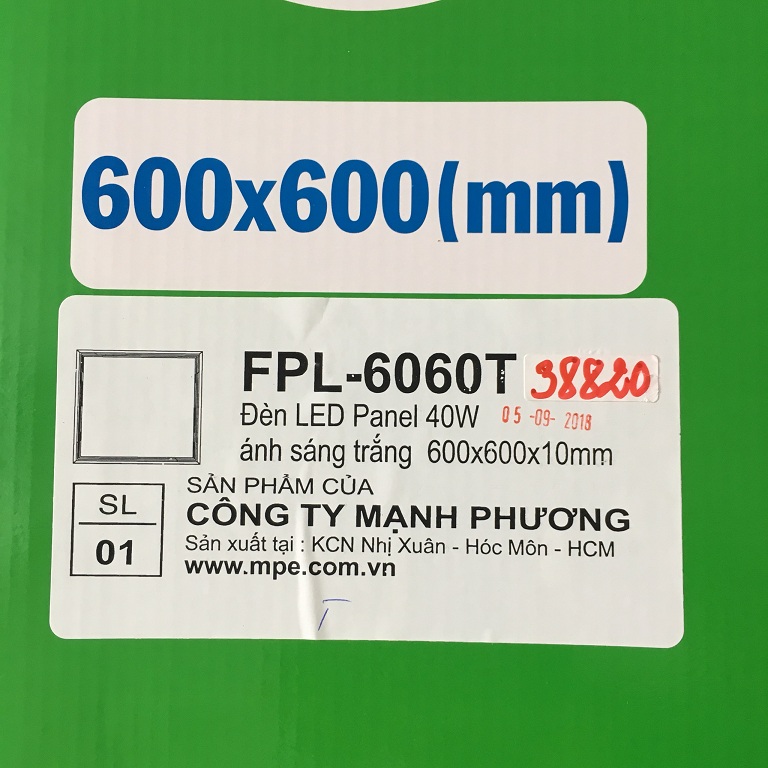 600x600(mm)
FPL-6060T 38820
Đèn LED Panel 40W 05-09-2018
ánh sáng trắng 600x600x10mm
SL
01
SẢN PHẨM CỦA
CÔNG TY MẠNH PHƯƠNG
Sản xuất tại : KCN Nhị Xuân - Hóc Môn - HCM
www.mpe.com.vn
T